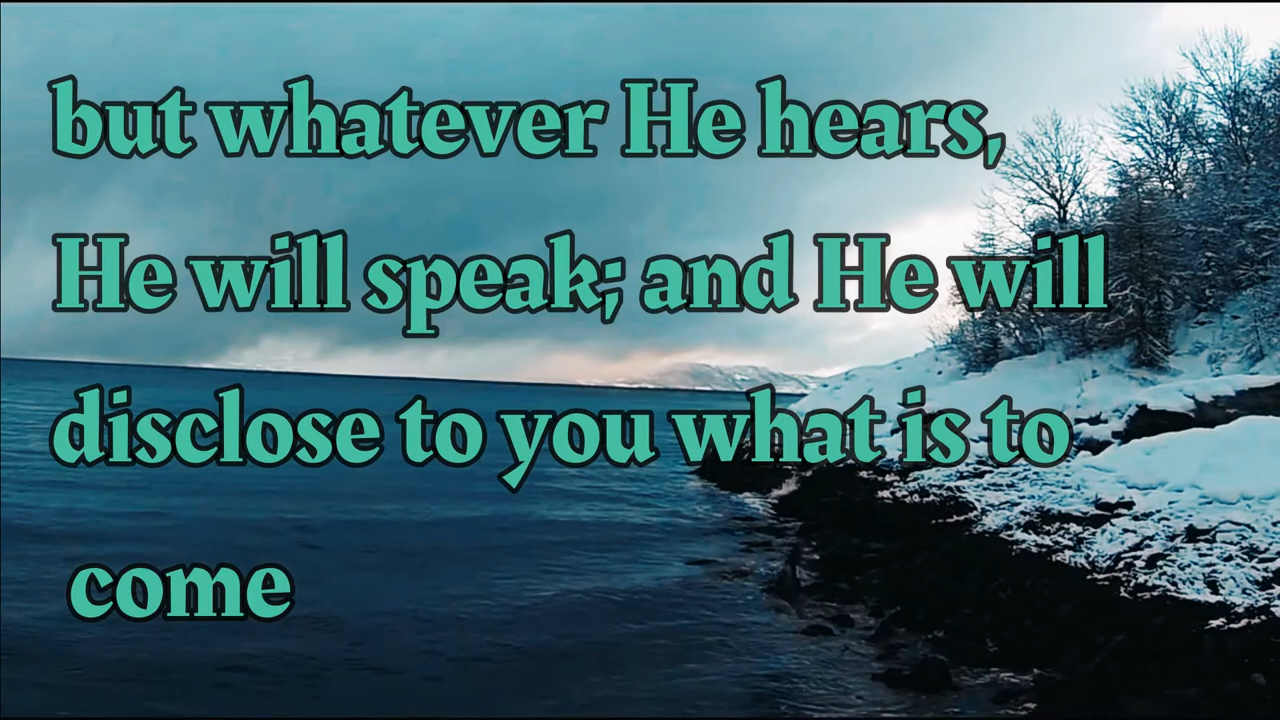 but whatever He hears,
He will speak; and He will
disclose to you what is to
come